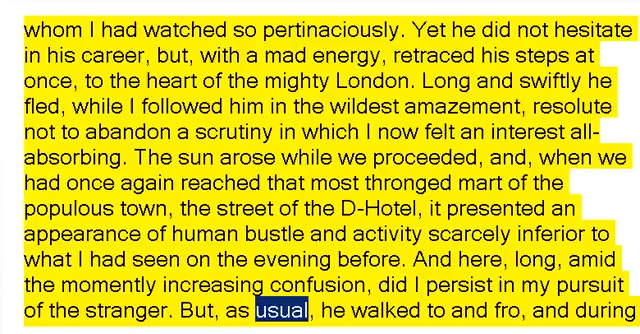 whom I had watched so pertinaciously. Yet he did not hesitate
in his career, but, with a mad energy, retraced his steps at
once, to the heart of the mighty London. Long and swiftly he
fled, while I followed him in the wildest amazement, resolute
not to abandon a scrutiny in which I now felt an interest all-
absorbing. The sun arose while we proceeded, and, when we
had once again reached that most thronged mart of the
populous town, the street of the D-Hotel, it presented an
appearance of human bustle and activity scarcely inferior to
what I had seen on the evening before. And here, long, amid
the momently increasing confusion, did I persist in my pursuit
of the stranger. But, as usual, he walked to and fro, and during